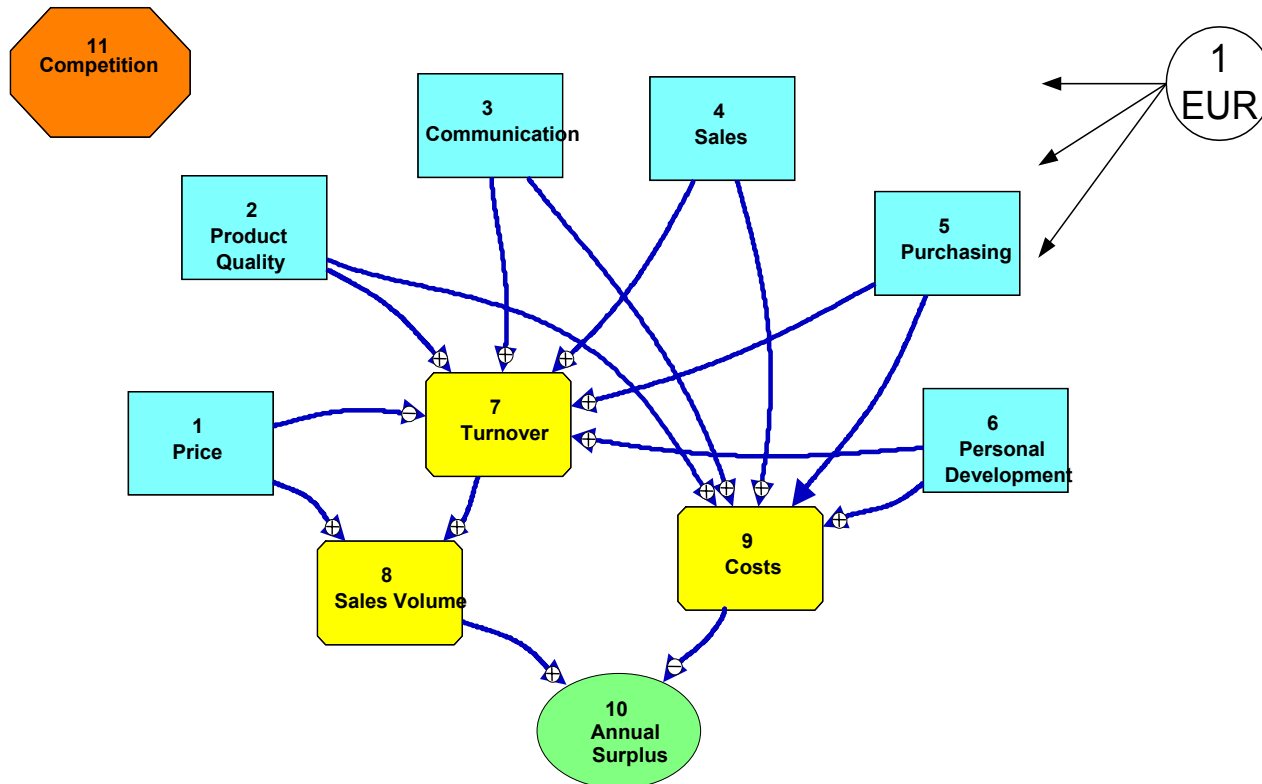 11
Competition
1
EUR
3
Communication
4
Sales
2
Product
Quality
5
Purchasing
1
Price
7
Turnover
6
Personal
Development
+
+
+
+
+
−
+
+
+
+
+
+
+
8
Sales Volume
9
Costs
+
−
10
Annual
Surplus